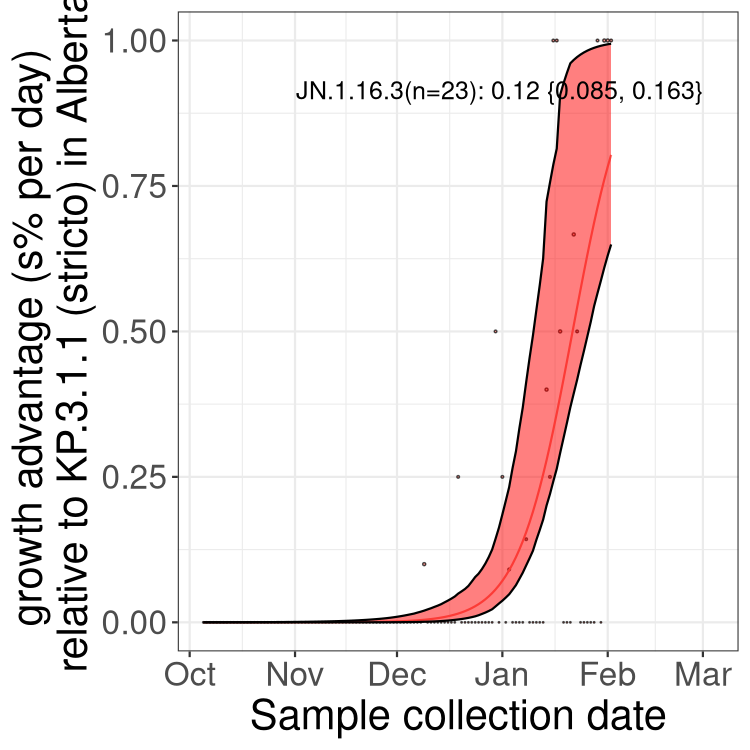 growth advantage (s% per day)
relative to KP.3.1.1 (stricto) in Alberta
1.00
0.75
0.50
0.25
0.00
JN.1.16.3(n=23): 0.12 {0.085, 0.163}
Oct Nov Dec Jan Feb Mar
Sample collection date